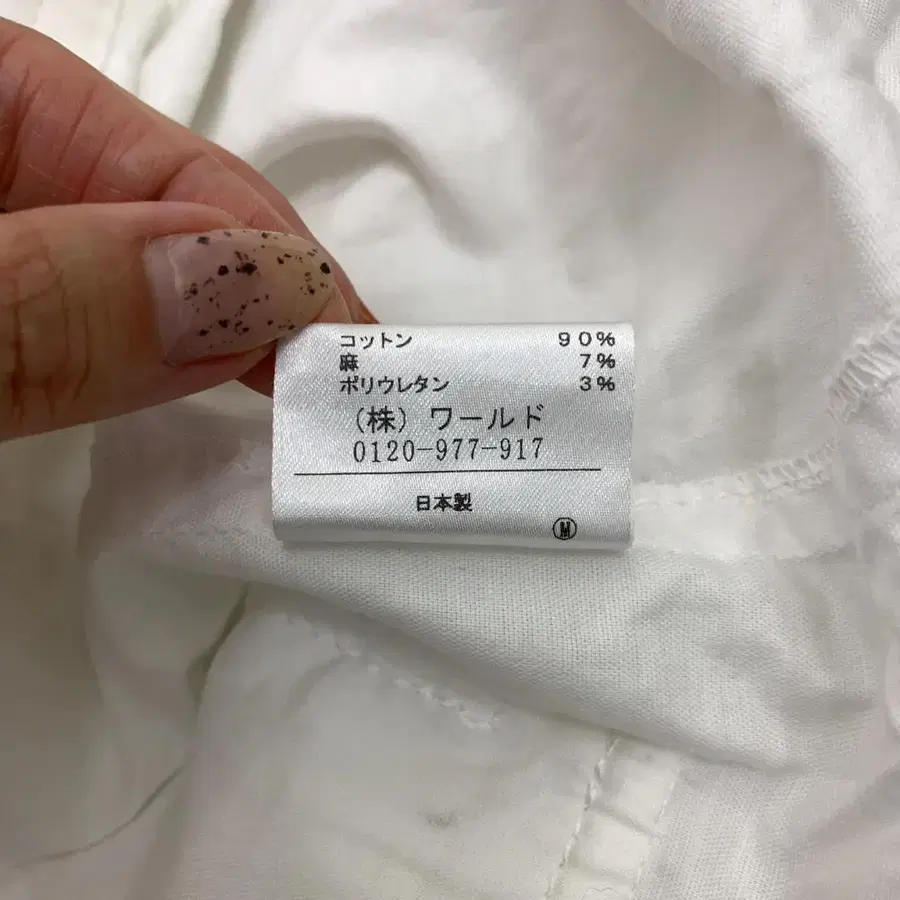 コットン 90%
麻 7%
ポリウレタン 3%
(株) ワールド
0120-977-917
日本製
Ⓜ